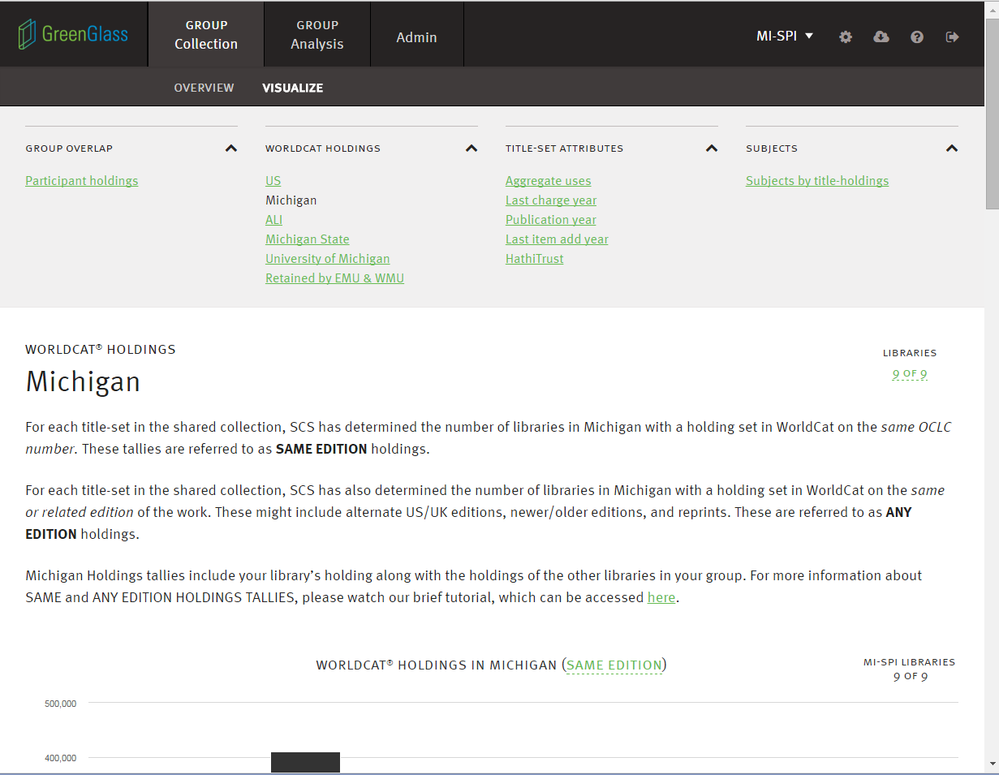 GreenGlass
GROUP
Collection
GROUP
Analysis
Admin
MI-SPI
OVERVIEW
VISUALIZE
GROUP OVERLAP
Participant holdings
WORLDCAT HOLDINGS
US
Michigan
ALI
Michigan State
University of Michigan
Retained by EMU & WMU
TITLE-SET ATTRIBUTES
Aggregate uses
Last charge year
Publication year
Last item add year
HathiTrust
SUBJECTS
Subjects by title-holdings
WORLDCAT® HOLDINGS
Michigan
LIBRARIES
9 OF 9
For each title-set in the shared collection, SCS has determined the number of libraries in Michigan with a holding set in WorldCat on the same OCLC
number. These tallies are referred to as SAME EDITION holdings.
For each title-set in the shared collection, SCS has also determined the number of libraries in Michigan with a holding set in WorldCat on the same
or related edition of the work. These might include alternate US/UK editions, newer/older editions, and reprints. These are referred to as ANY
EDITION holdings.
Michigan Holdings tallies include your library’s holding along with the holdings of the other libraries in your group. For more information about
SAME and ANY EDITION HOLDINGS TALLIES, please watch our brief tutorial, which can be accessed here.
WORLDCAT® HOLDINGS IN MICHIGAN (SAME EDITION)
MI-SPI LIBRARIES
9 OF 9
500,000
400,000